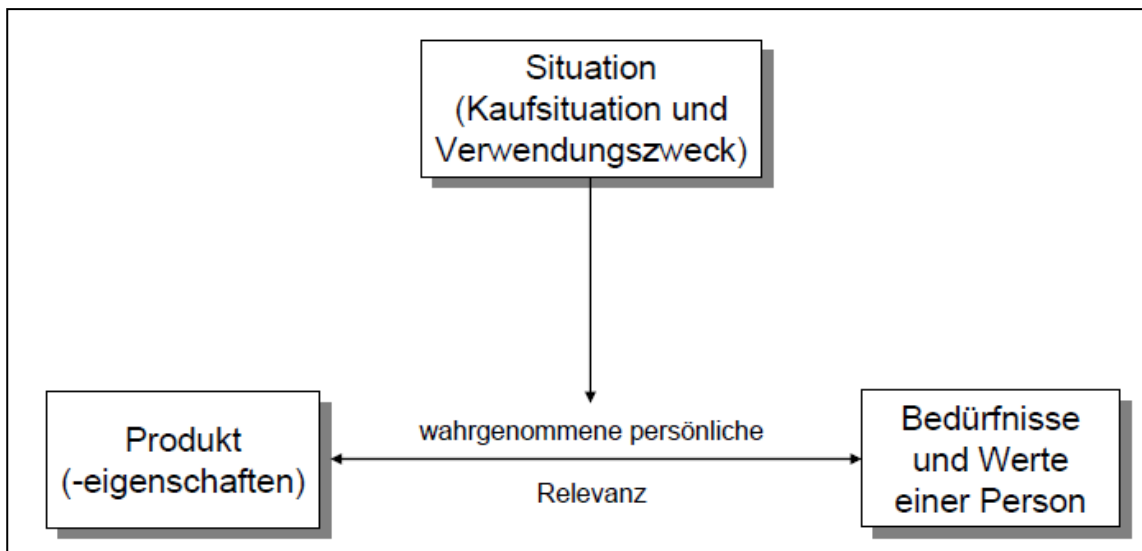 Situation
(Kaufsituation und
Verwendungszweck)
Produkt
(-eigenschaften)
wahrgenommene persönliche
Relevanz
Bedürfnisse
und Werte
einer Person